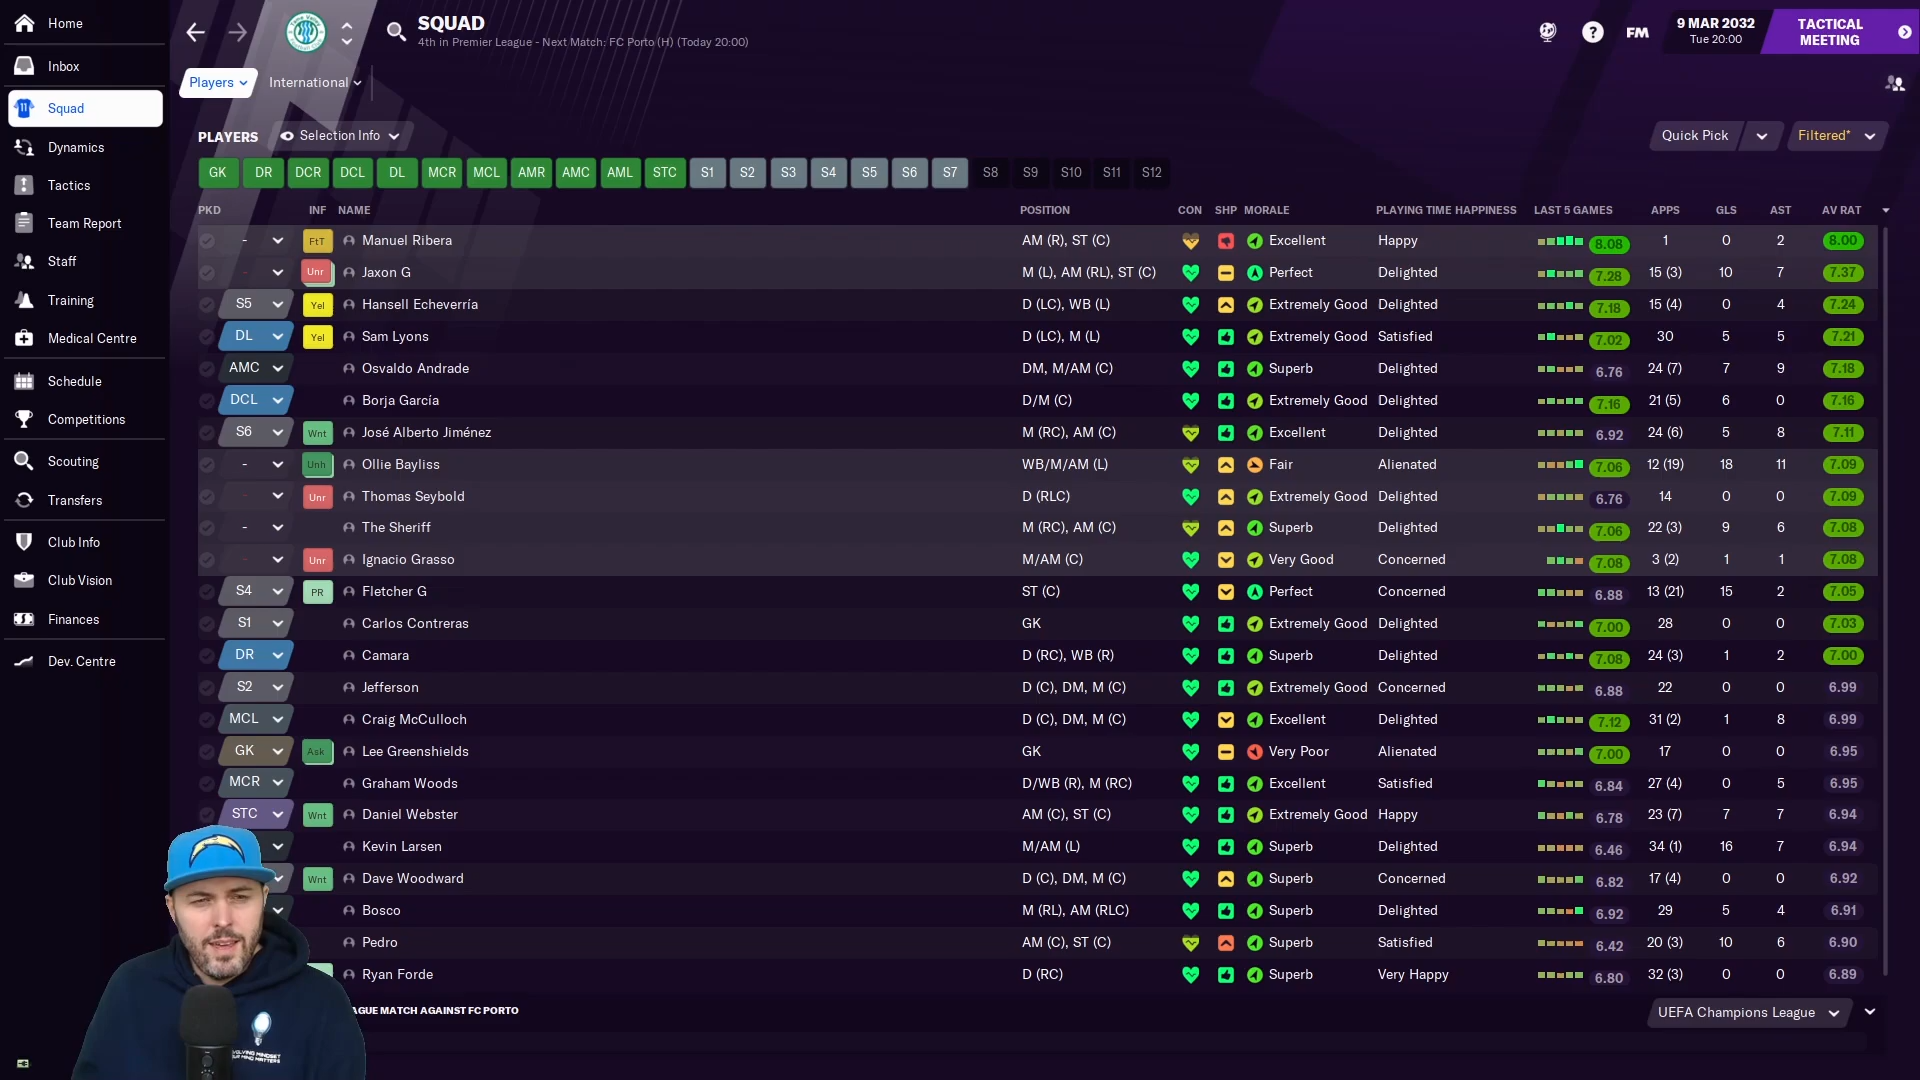 Home
Inbox
Squad
Dynamics
Tactics
Team Report
Staff
Training
Medical Centre
Schedule
Competitions
Scouting
Transfers
Club Info
Club Vision
Finances
Dev. Centre
SQUAD
4th in Premier League - Next Match: FC Porto (H) (Today 20:00)
FM
9 MAR 2032
Tue 20:00
TACTICAL MEETING
Players International
PLAYERS Selection Info Quick Pick Filtered*
GK DR DCR DCL DL MCR MCL AMR AMC AML STC S1 S2 S3 S4 S5 S6 S7 S8 S9 S10 S11 S12
PKD INF NAME POSITION CON SHP MORALE PLAYING TIME HAPPINESS LAST 5 GAMES APPS GLS AST AV RAT
- FtT Manuel Ribera AM (R), ST (C) Excellent Happy 8.08 1 0 2 8.00
- Unr Jaxon G M (L), AM (RL), ST (C) Perfect Delighted 7.28 15 (3) 10 7 7.37
S5 Yel Hansell Echeverría D (LC), WB (L) Extremely Good Delighted 7.18 15 (4) 0 4 7.24
DL Yel Sam Lyons D (LC), M (L) Extremely Good Satisfied 7.02 30 5 5 7.21
AMC Osvaldo Andrade DM, M/AM (C) Superb Delighted 6.76 24 (7) 7 9 7.18
DCL Borja García D/M (C) Extremely Good Delighted 7.16 21 (5) 6 0 7.16
S6 Wnt José Alberto Jiménez M (RC), AM (C) Excellent Delighted 6.92 24 (6) 5 8 7.11
- Unh Ollie Bayliss WB/M/AM (L) Fair Alienated 7.06 12 (19) 18 11 7.09
- Unr Thomas Seybold D (RLC) Extremely Good Delighted 6.76 14 0 0 7.09
- The Sheriff M (RC), AM (C) Superb Delighted 7.06 22 (3) 9 6 7.08
- Unr Ignacio Grasso M/AM (C) Very Good Concerned 7.08 3 (2) 1 1 7.08
S4 PR Fletcher G ST (C) Perfect Concerned 6.88 13 (21) 15 2 7.05
S1 Carlos Contreras GK Extremely Good Delighted 7.00 28 0 0 7.03
DR Camara D (RC), WB (R) Superb Delighted 7.08 24 (3) 1 2 7.00
S2 Jefferson D (C), DM, M (C) Extremely Good Concerned 6.88 22 0 0 6.99
MCL Craig McCulloch D (C), DM, M (C) Excellent Delighted 7.12 31 (2) 1 8 6.99
GK Ask Lee Greenshields GK Very Poor Alienated 7.00 17 0 0 6.95
MCR Graham Woods D/WB (R), M (RC) Excellent Satisfied 6.84 27 (4) 0 5 6.95
STC Wnt Daniel Webster AM (C), ST (C) Extremely Good Happy 6.78 23 (7) 7 7 6.94
Kevin Larsen M/AM (L) Superb Delighted 6.46 34 (1) 16 7 6.94
Wnt Dave Woodward D (C), DM, M (C) Superb Concerned 6.82 17 (4) 0 0 6.92
Bosco M (RL), AM (RLC) Superb Delighted 6.92 29 5 4 6.91
Pedro AM (C), ST (C) Superb Satisfied 6.42 20 (3) 10 6 6.90
Ryan Forde D (RC) Superb Very Happy 6.80 32 (3) 0 0 6.89
AGUE MATCH AGAINST FC PORTO
UEFA Champions League